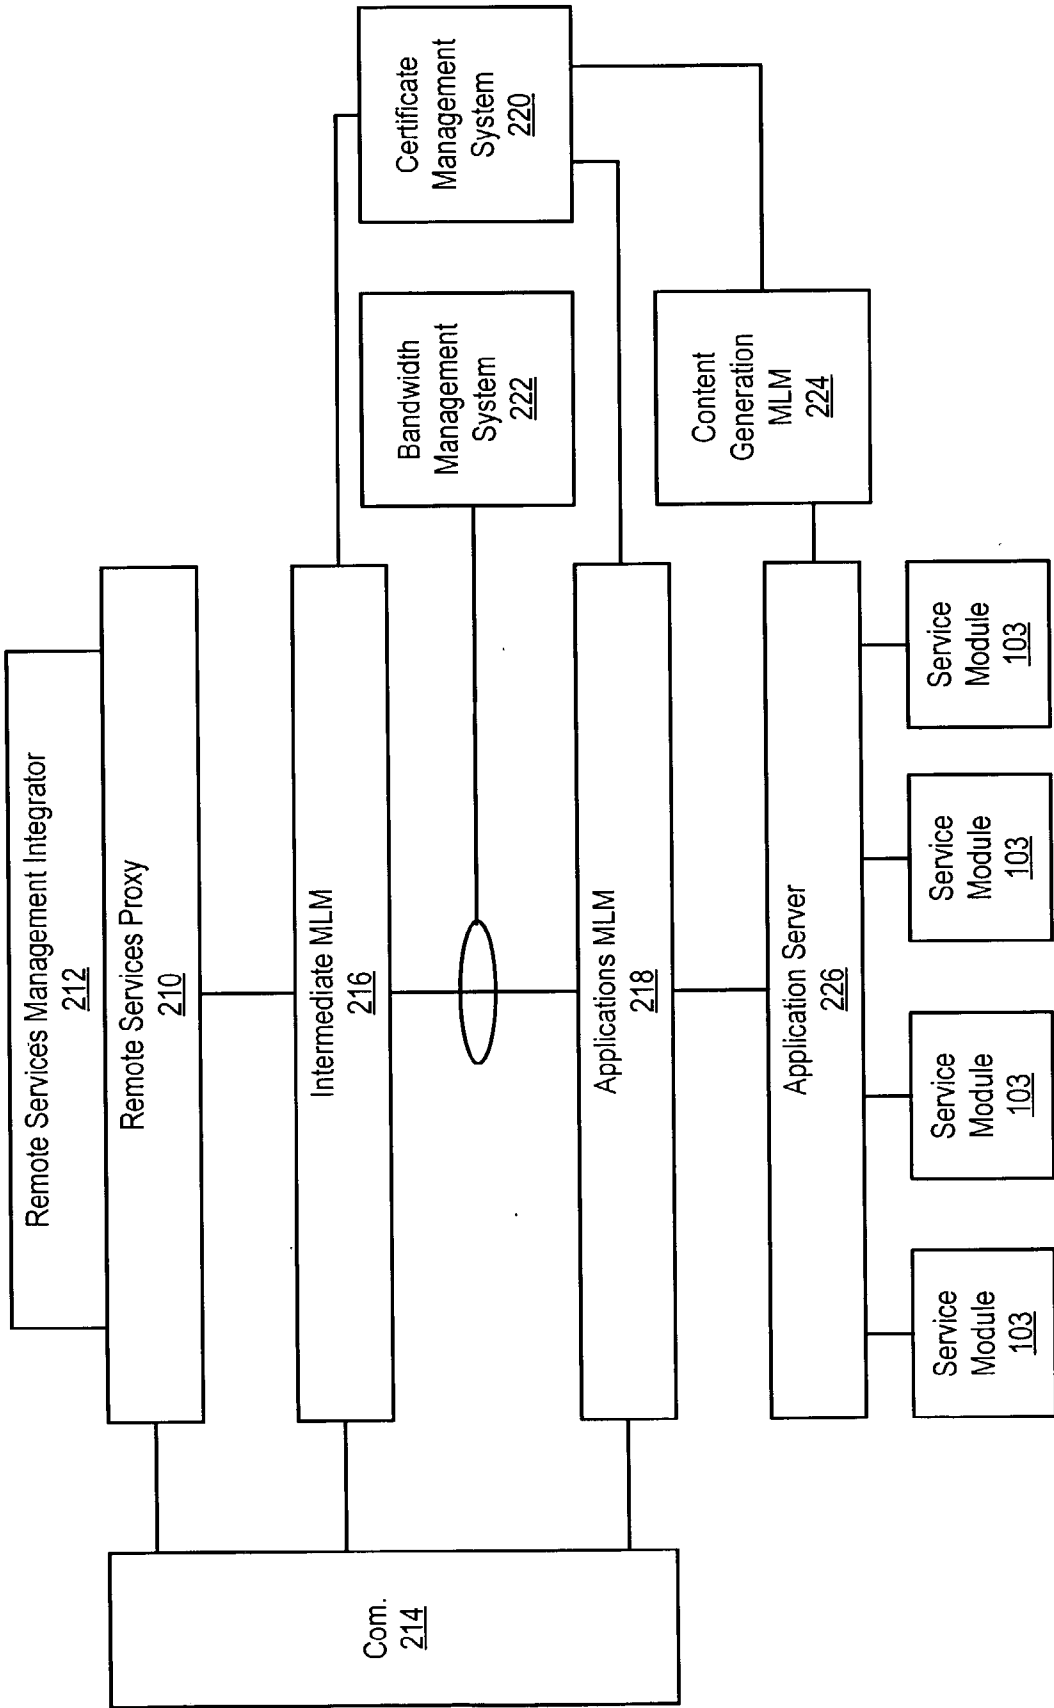 Remote Services Management Integrator
212
Remote Services Proxy
210
Com.
214
Intermediate MLM
216
Certificate
Management
System
220
Bandwidth
Management
System
222
Applications MLM
218
Content
Generation
MLM
224
Application Server
226
Service
Module
103
Service
Module
103
Service
Module
103
Service
Module
103